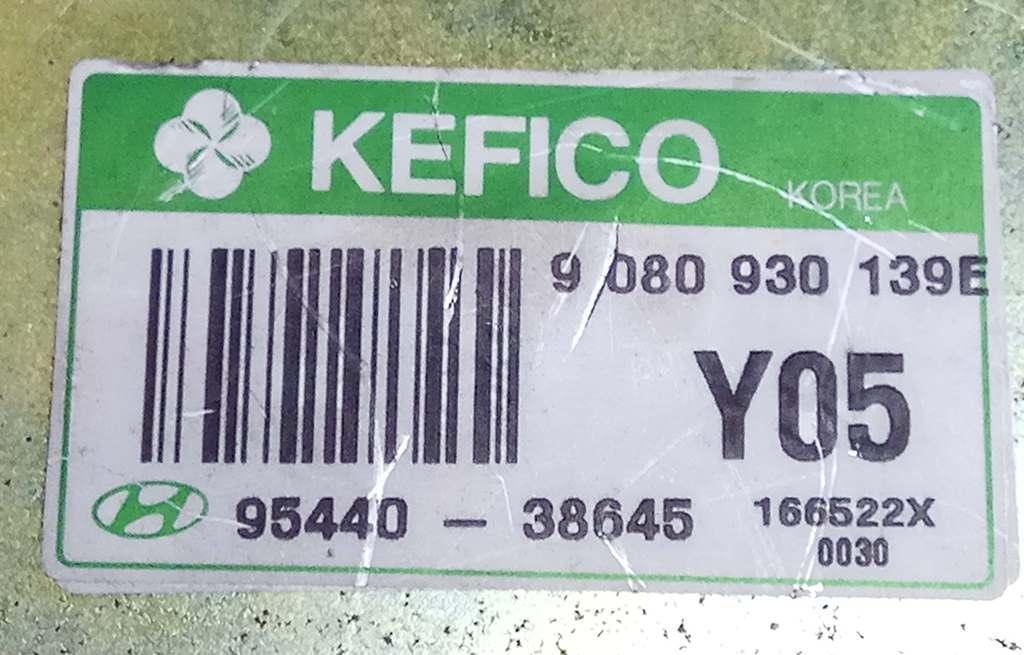 KEFICO KOREA
9 080 930 139E
Y05
95440 - 38645
166522X
0030